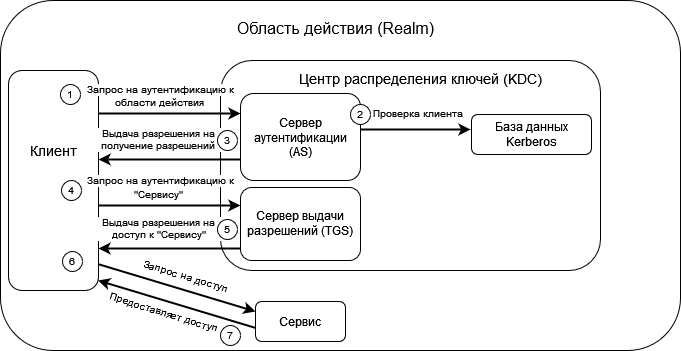 Область действия (Realm)
Центр распределения ключей (KDC)
Клиент
1
Запрос на аутентификацию к
области действия
Сервер
аутентификации
(AS)
2
Проверка клиента
База данных
Kerberos
Выдача разрешения на
получение разрешений
3
4
Запрос на аутентификацию к
"Сервису"
Сервер выдачи
разрешений (TGS)
Выдача разрешения на
доступ к "Сервису"
5
6
Запрос на доступ
Предоставляет доступ
7
Сервис